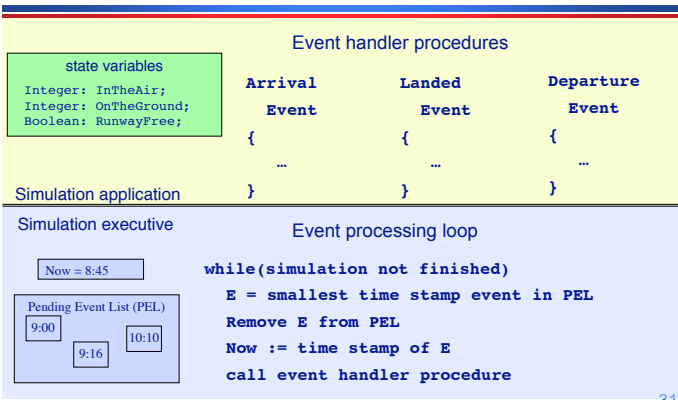 Event handler procedures
state variables
Integer: InTheAir;
Integer: OnTheGround;
Boolean: RunwayFree;
Arrival
Event
{
…
}
Landed
Event
{
…
}
Departure
Event
{
…
}
Simulation application
Simulation executive
Event processing loop
Now = 8:45
Pending Event List (PEL)
9:00
9:16
10:10
while(simulation not finished)
E = smallest time stamp event in PEL
Remove E from PEL
Now := time stamp of E
call event handler procedure
31